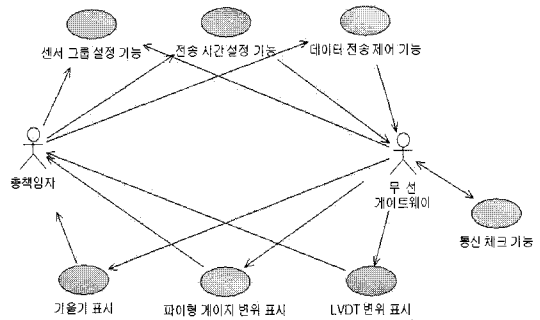 센서 그룹 설정 기능
전송 시간 설정 기능
데이터 전송 제어 기능
총책임자
무 선
게이트웨이
통신 체크 기능
기울기 표시
파이형 게이지 변위 표시
LVDT 변위 표시